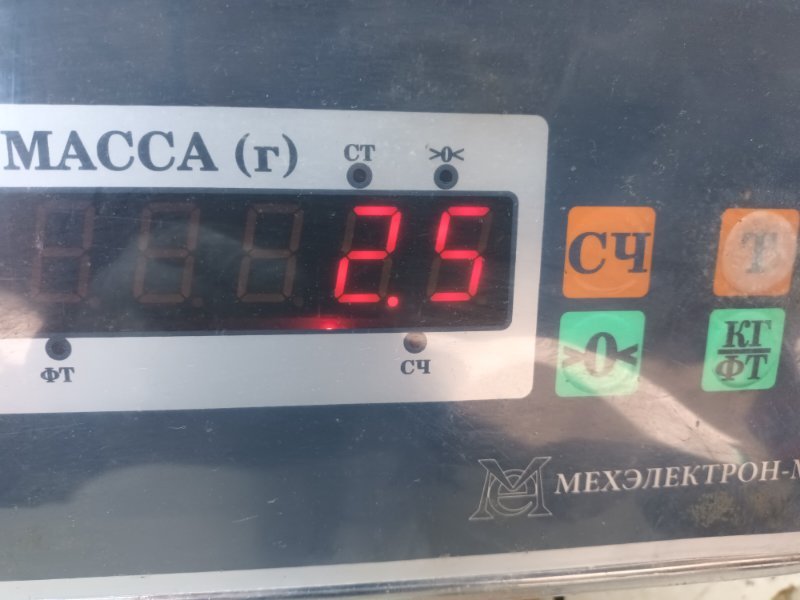 МАССА (г)
СТ
>0<
2.5
ФТ
СЧ
СЧ
Т
>0<
КГ
ФТ
МЕХЭЛЕКТРОН-М